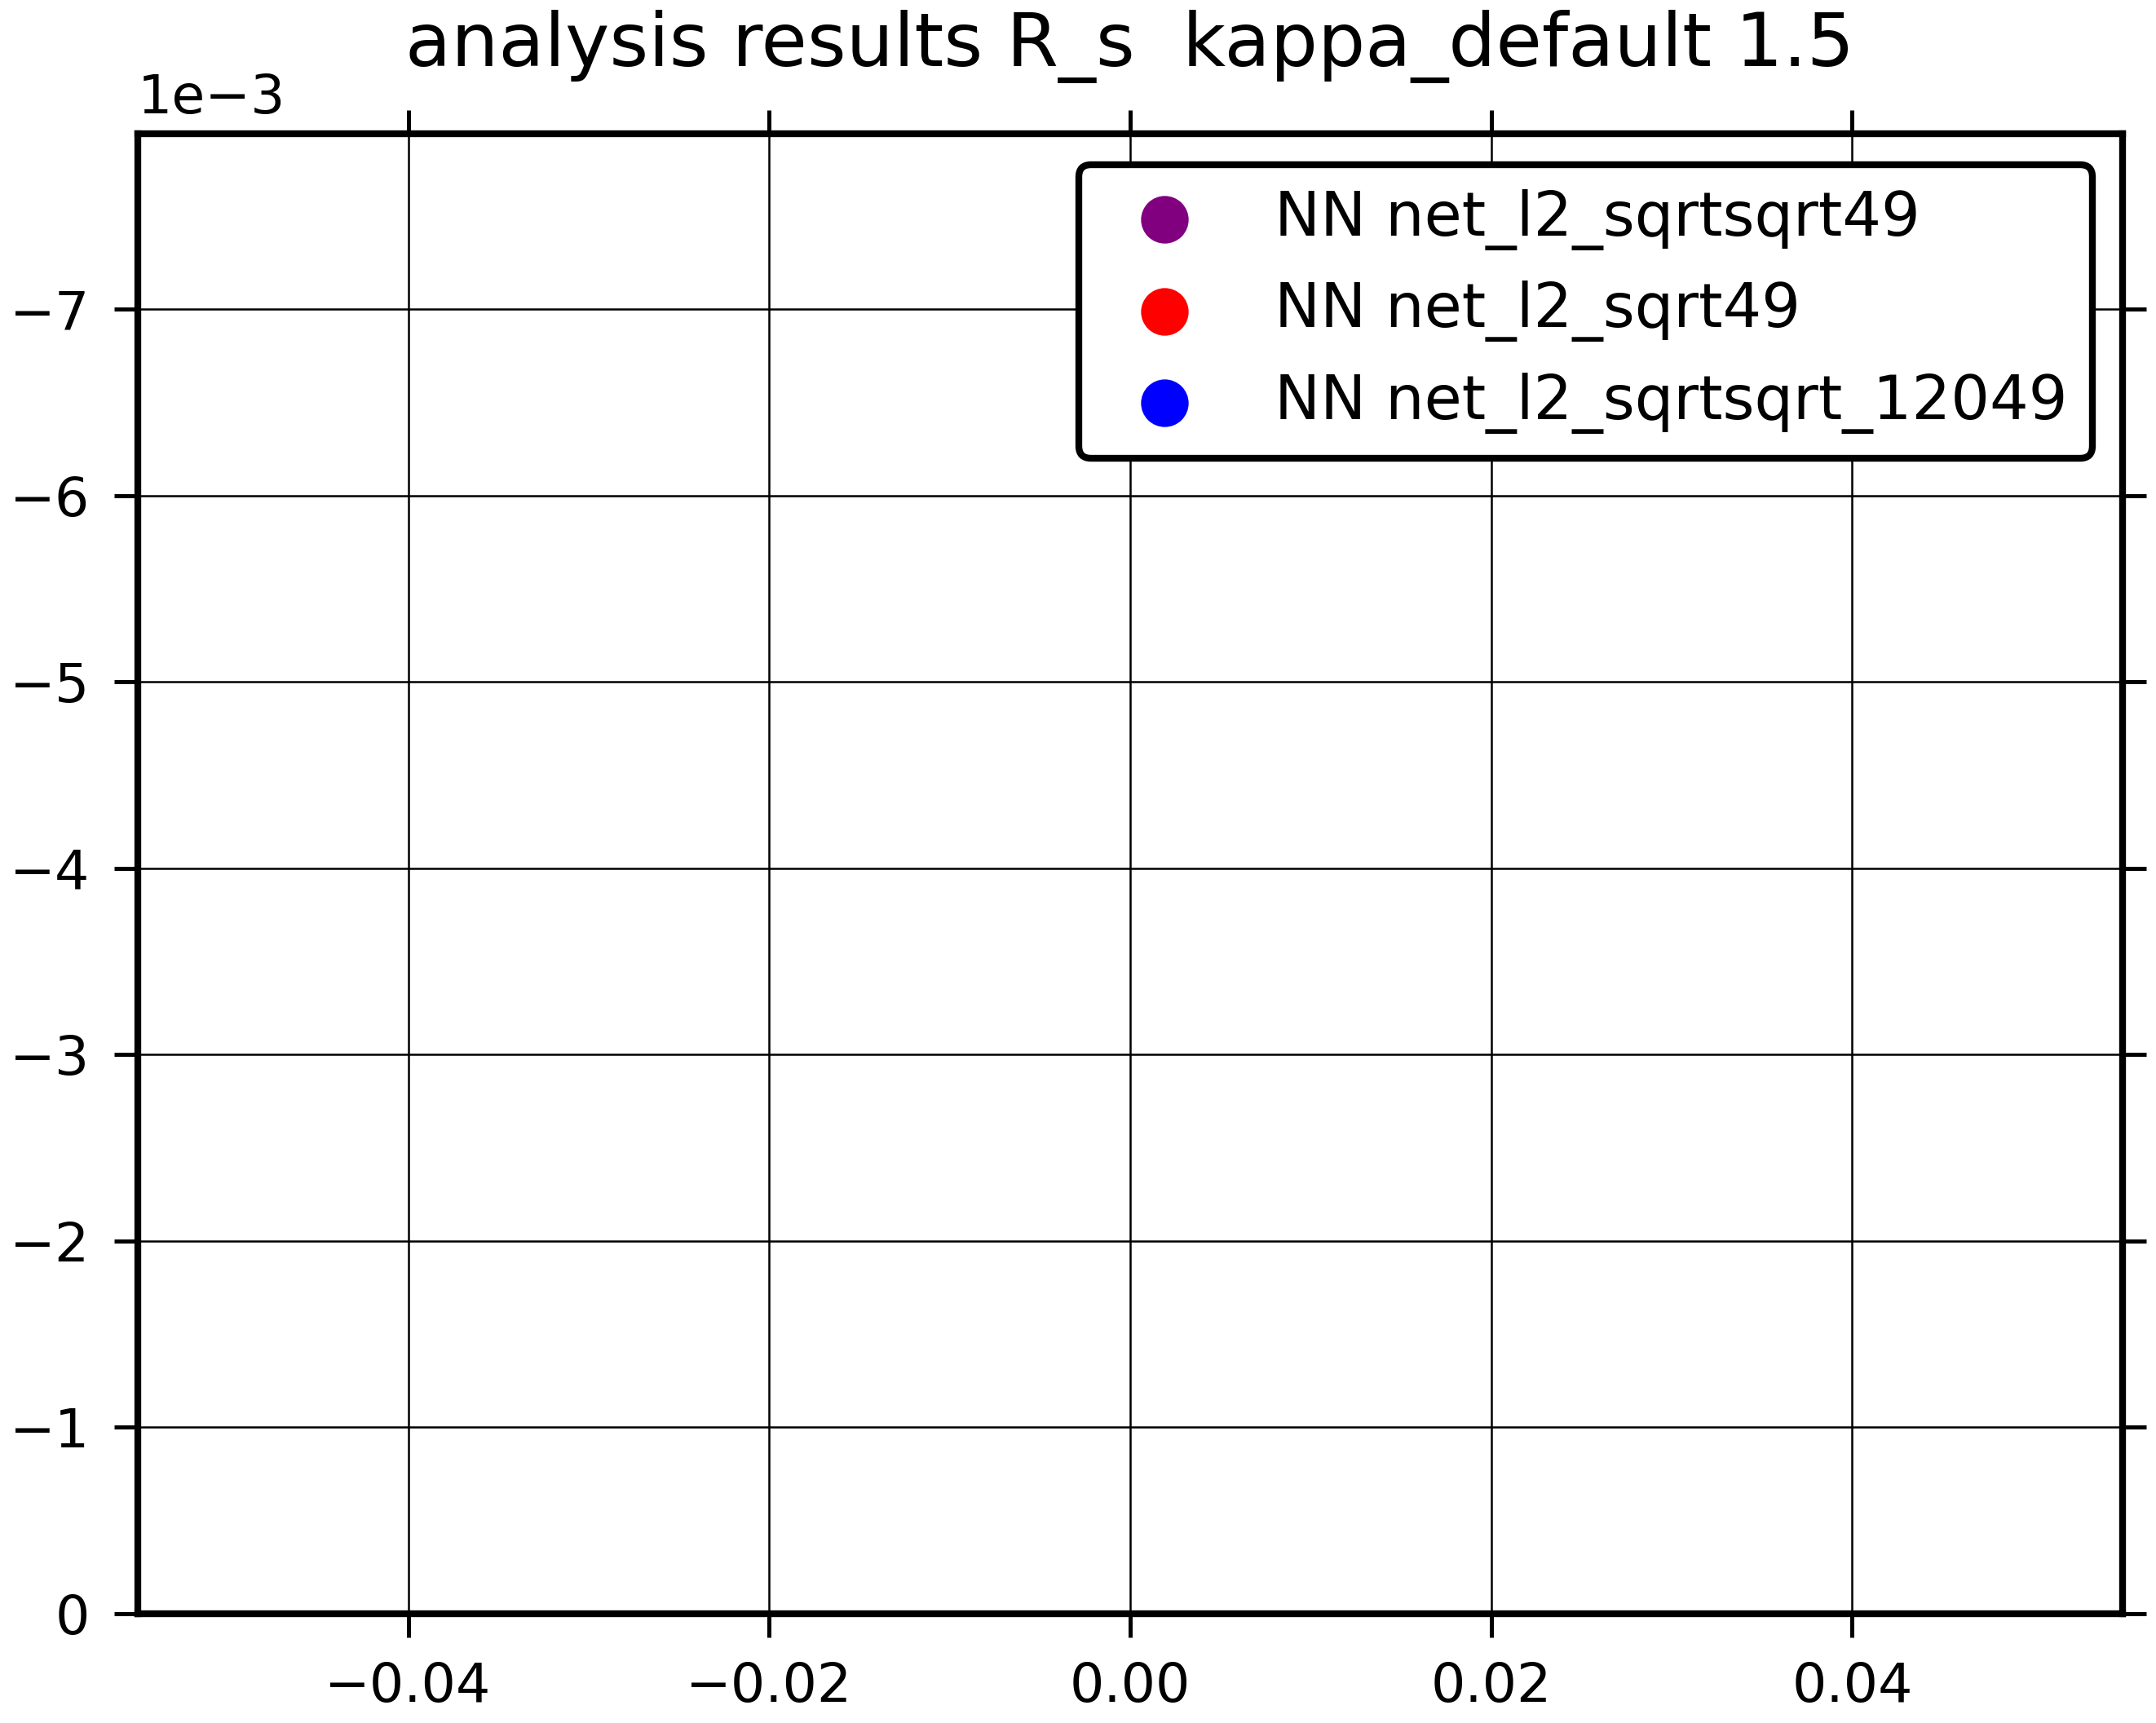 analysis results R_s  kappa_default 1.5
1e−3
NN net_l2_sqrtsqrt49
NN net_l2_sqrt49
NN net_l2_sqrtsqrt_12049
−7
−6
−5
−4
−3
−2
−1
0
−0.04 −0.02 0.00 0.02 0.04